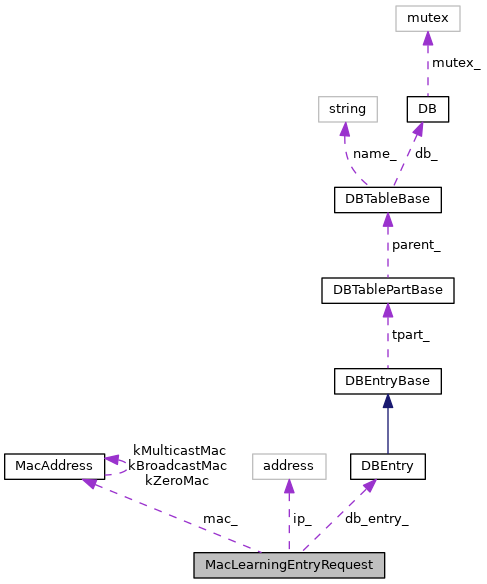 mutex
mutex_
string
DB
name_
db_
DBTableBase
parent_
DBTablePartBase
tpart_
DBEntryBase
kMulticastMac
kBroadcastMac
kZeroMac
MacAddress
address
DBEntry
mac_
ip_
db_entry_
MacLearningEntryRequest